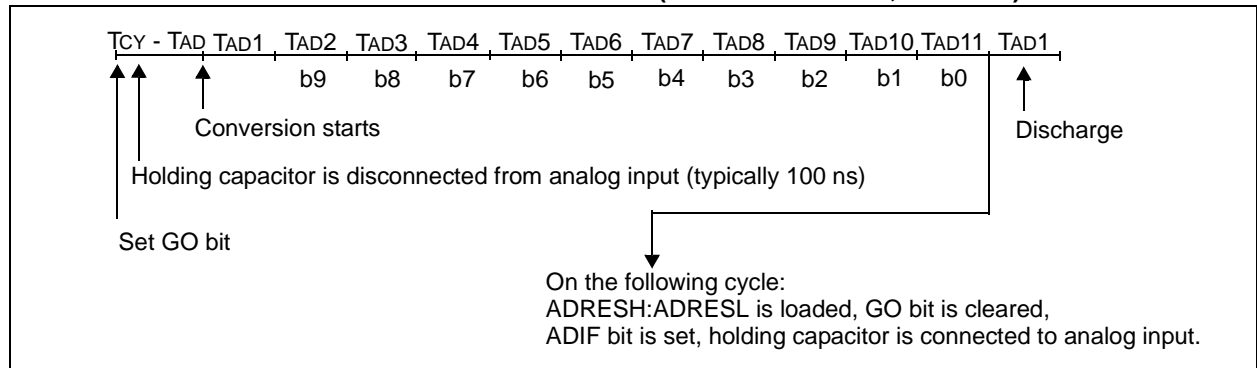 TCY - TAD TAD1 TAD2 TAD3 TAD4 TAD5 TAD6 TAD7 TAD8 TAD9 TAD10 TAD11 TAD1
b9 b8 b7 b6 b5 b4 b3 b2 b1 b0
Conversion starts
Discharge
Holding capacitor is disconnected from analog input (typically 100 ns)
Set GO bit
On the following cycle:
ADRESH:ADRESL is loaded, GO bit is cleared,
ADIF bit is set, holding capacitor is connected to analog input.